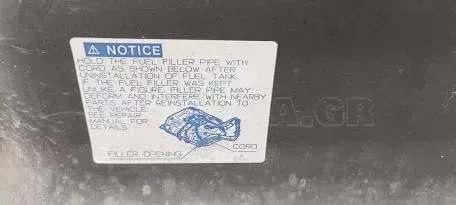 NOTICE
HOLD THE FUEL FILLER PIPE WITH
CORD AS SHOWN BELOW AFTER
UNINSTALLATION OF FUEL TANK.
IF THE FUEL FILLER WAS KEPT
UNLIKE A FIGURE, FILLER PIPE MAY
DEFORM AND INTERFERE WITH NEARBY
PARTS AFTER REINSTALLATION TO
THE VEHICLE.
SEE REPAIR
MANUAL FOR
DETAILS
FILLER OPENING
CORD
A.GR